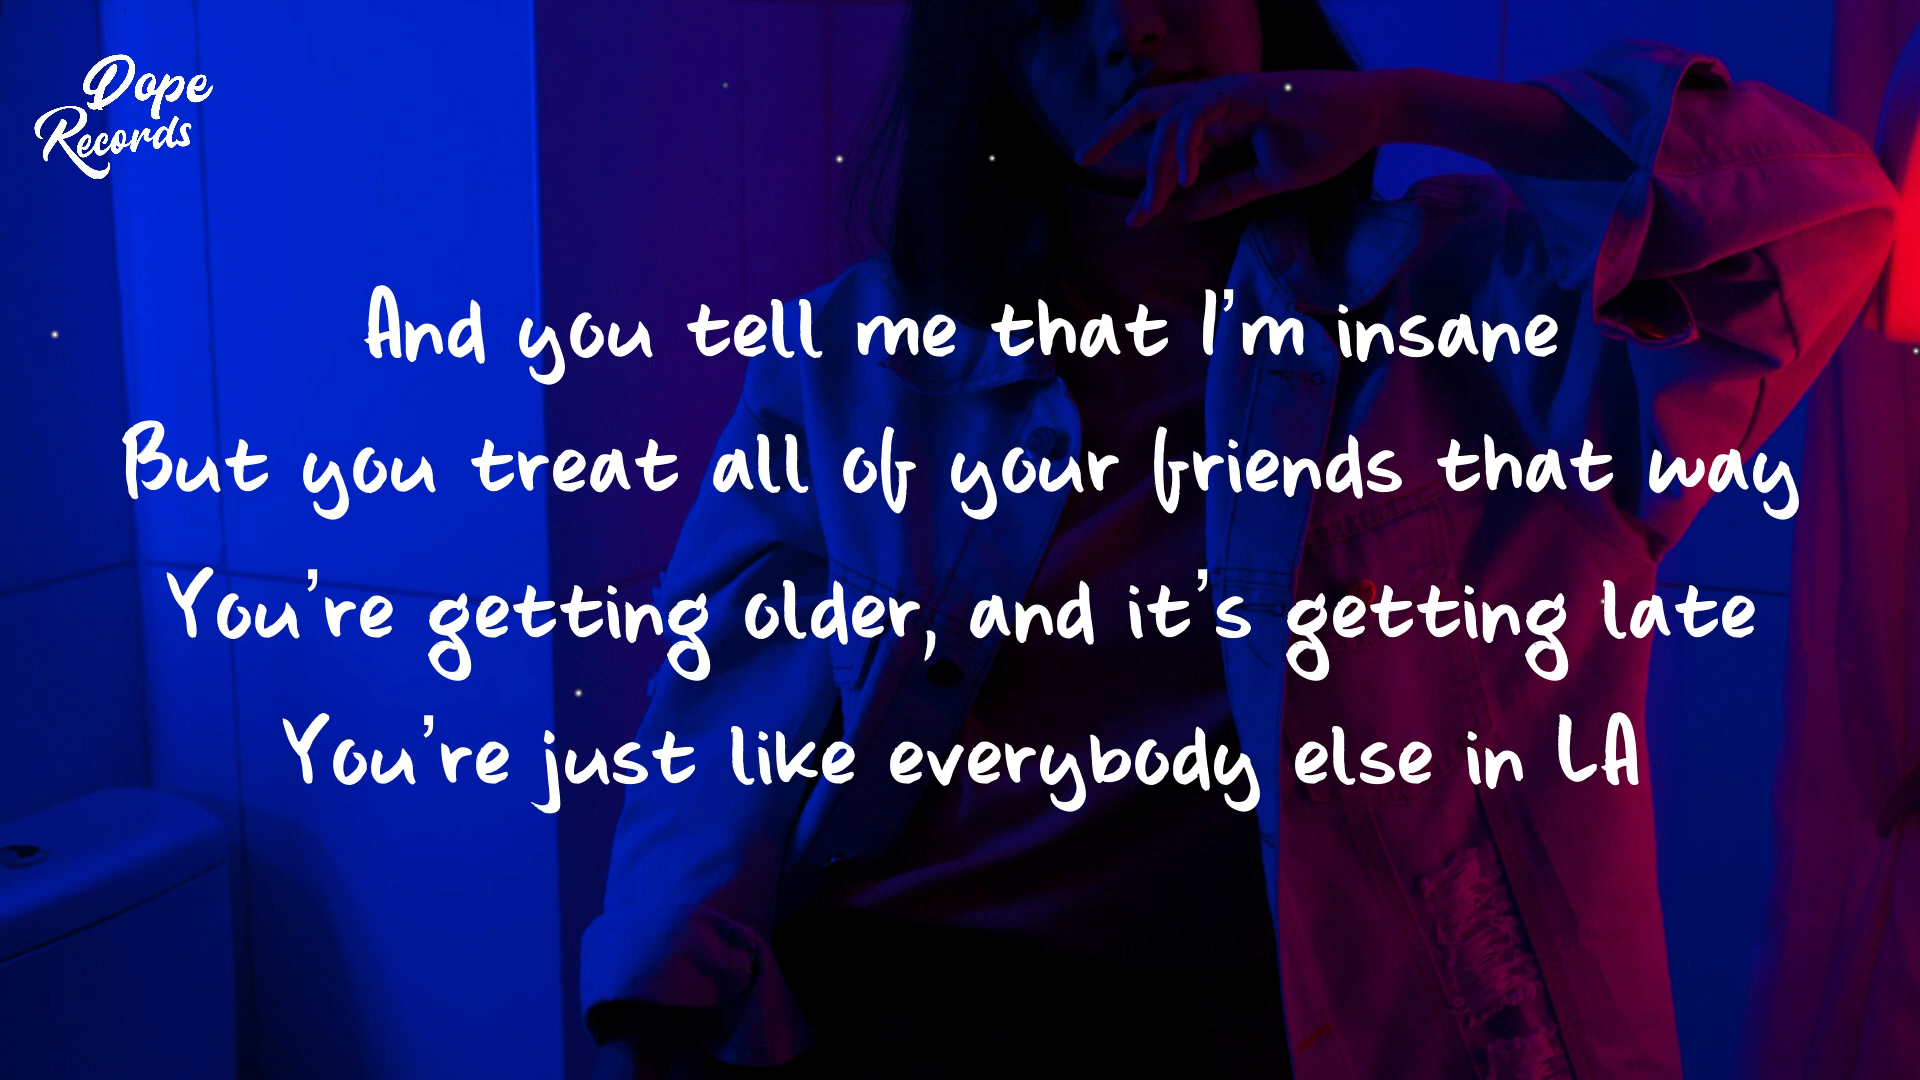 Dope
Records
And you tell me that I'm insane
But you treat all of your friends that way
You're getting older, and it's getting late
You're just like everybody else in LA